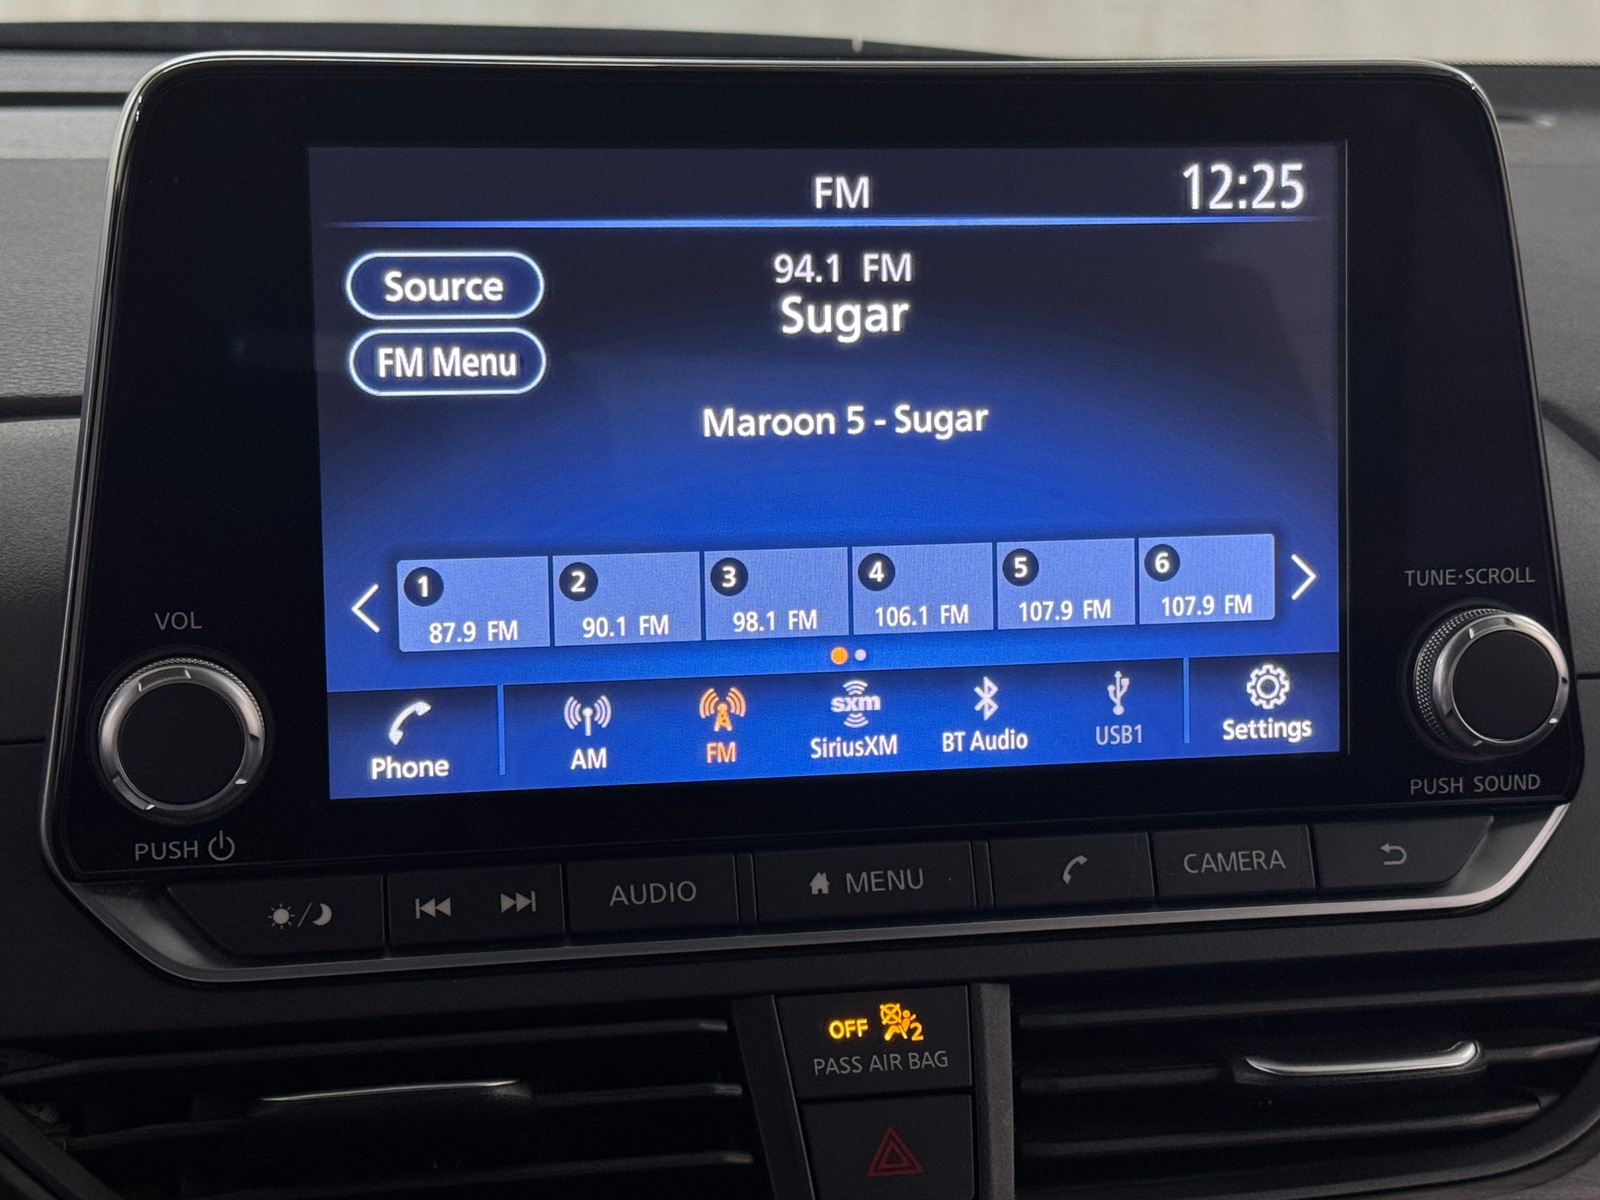 FM
12:25
Source
94.1 FM
Sugar
FM Menu
Maroon 5 - Sugar
1
87.9 FM
2
90.1 FM
3
98.1 FM
4
106.1 FM
5
107.9 FM
6
107.9 FM
Phone
AM
FM
sxm
SiriusXM
BT Audio
USB1
Settings
VOL
PUSH
TUNE·SCROLL
PUSH SOUND
AUDIO
MENU
CAMERA
OFF
2
PASS AIR BAG